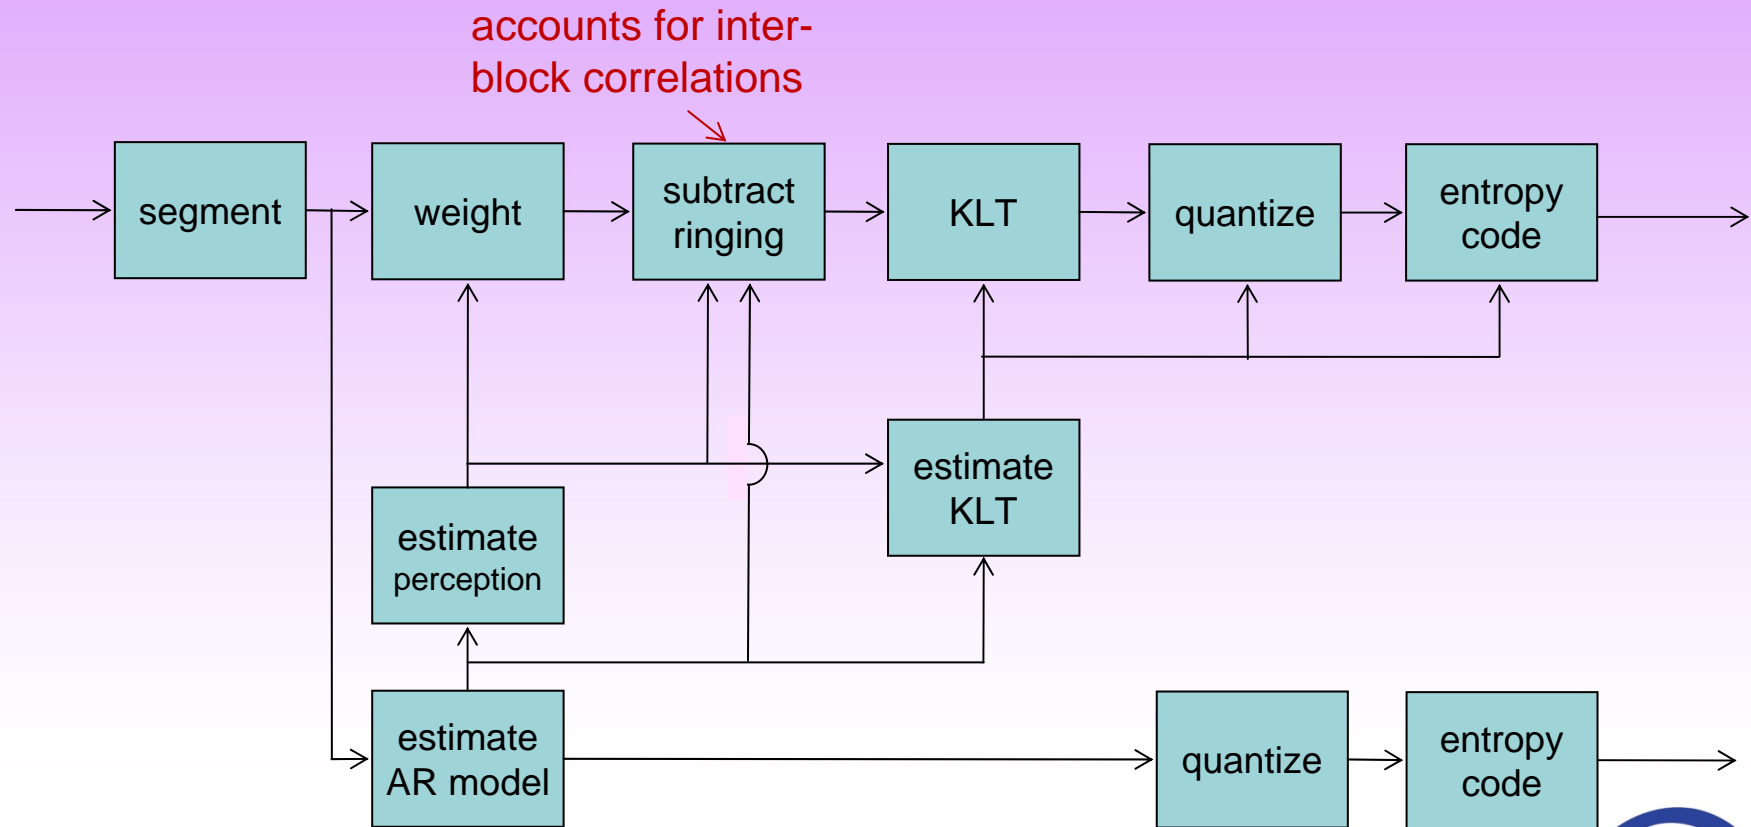 accounts for inter-
block correlations
segment
weight
subtract
ringing
KLT
quantize
entropy
code
estimate
KLT
estimate
perception
estimate
AR model
quantize
entropy
code